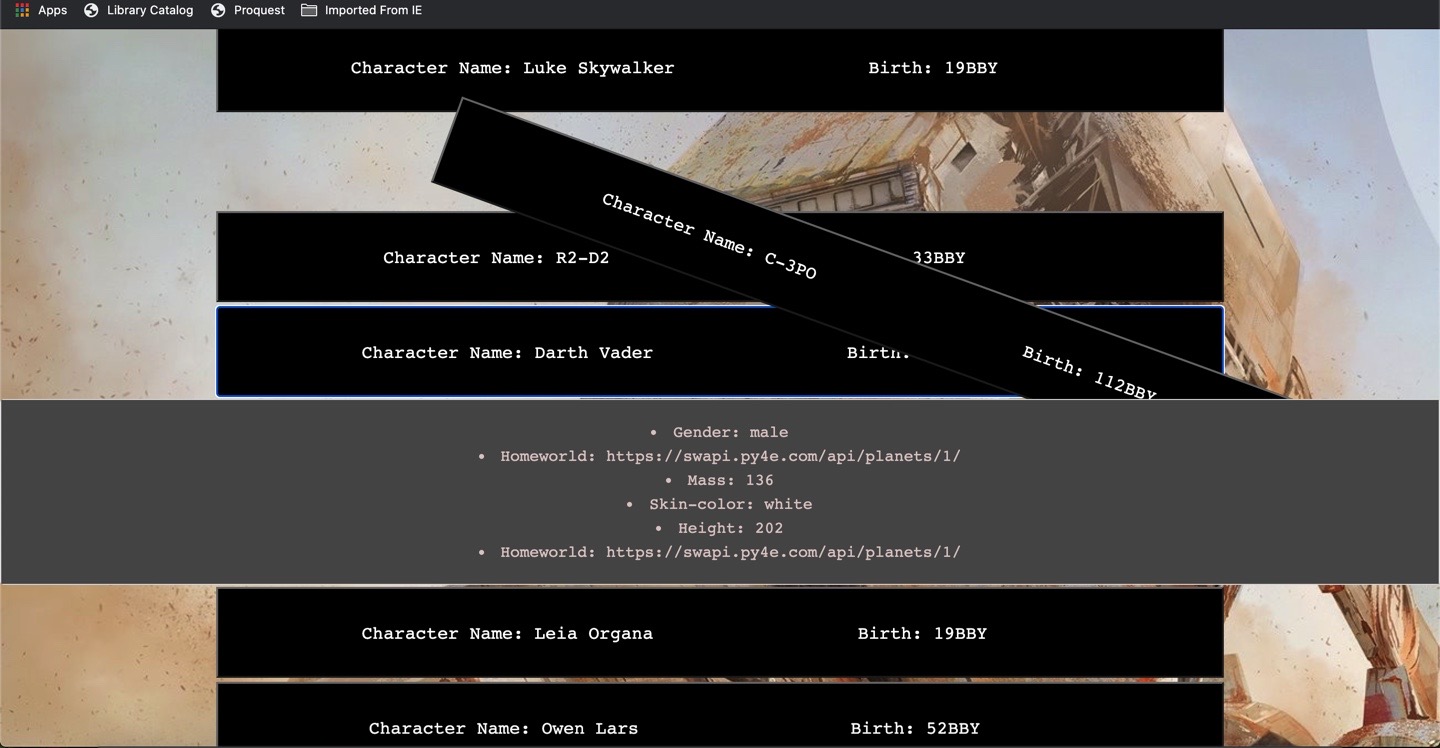 Apps Library Catalog Proquest Imported From IE
Character Name: Luke Skywalker Birth: 19BBY
Character Name: C-3PO Birth: 112BBY
Character Name: R2-D2 33BBY
Character Name: Darth Vader Birth:
• Gender: male
• Homeworld: https://swapi.py4e.com/api/planets/1/
• Mass: 136
• Skin-color: white
• Height: 202
• Homeworld: https://swapi.py4e.com/api/planets/1/
Character Name: Leia Organa Birth: 19BBY
Character Name: Owen Lars Birth: 52BBY